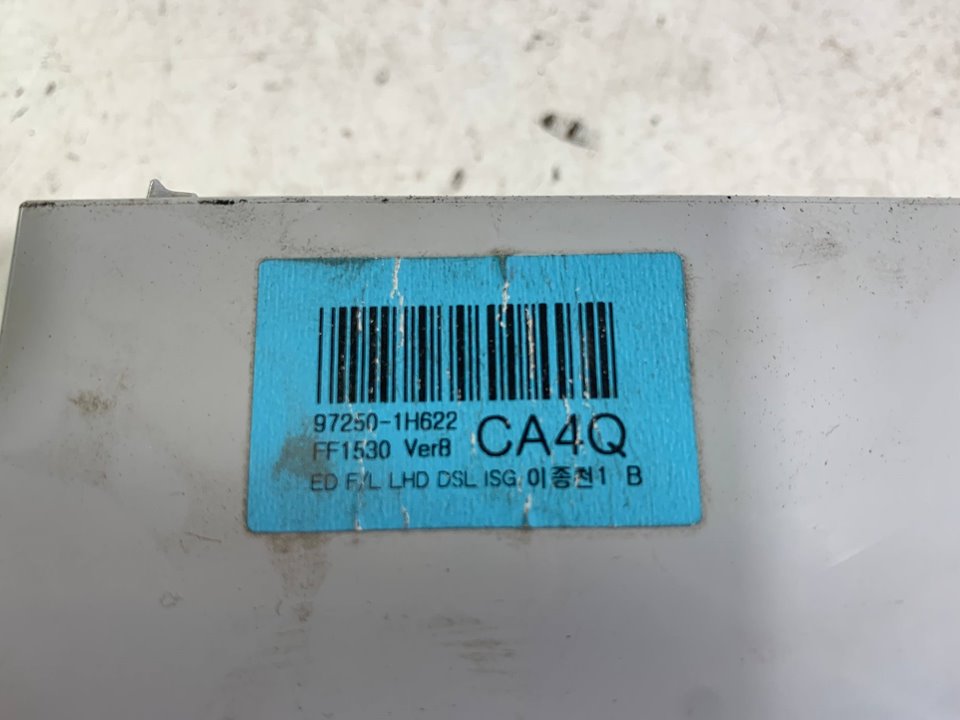 97250-1H622
FF1530 Ver8 CA4Q
ED F/L LHD DSL ISG 이종천1 B